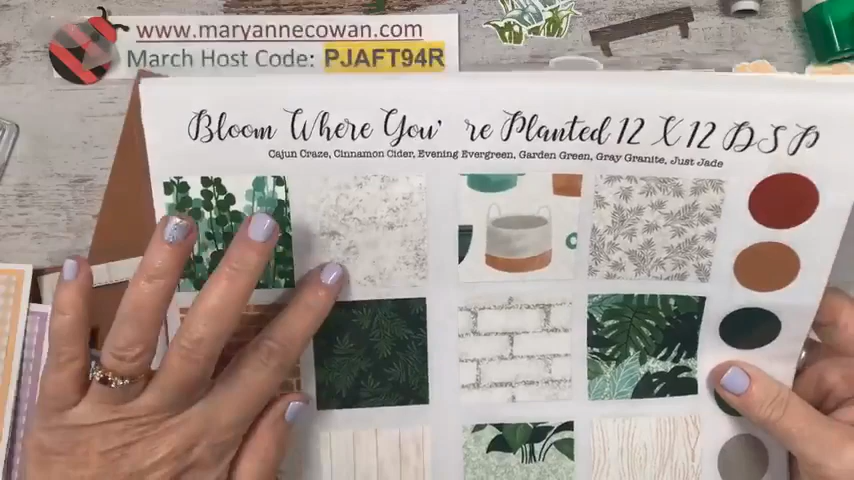 www.maryannecowan.com
March Host Code: PJAFT94R
Bloom Where You're Planted 12 X 12 DSP
Cajun Craze, Cinnamon Cider, Evening Evergreen, Garden Green, Gray Granite, Just Jade